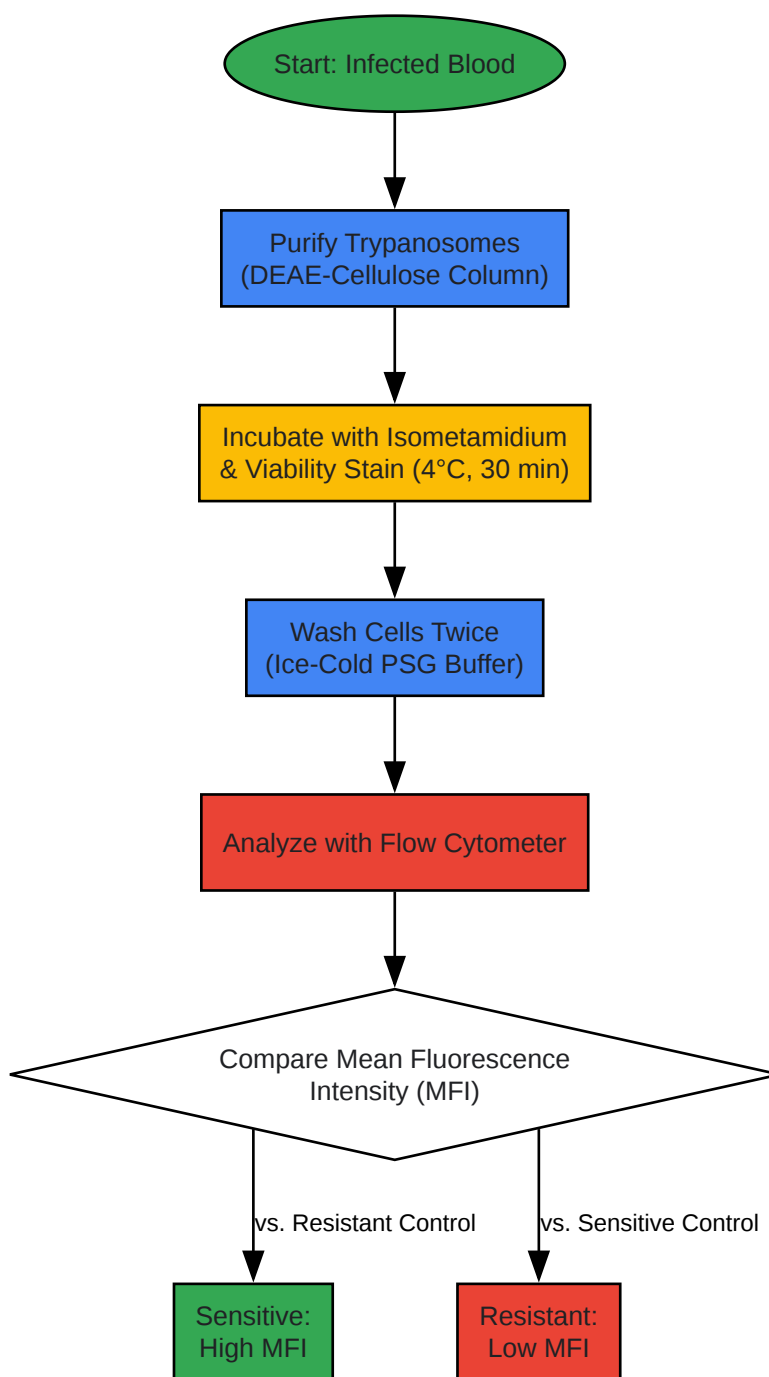 Start: Infected Blood
Purify Trypanosomes
(DEAE-Cellulose Column)
Incubate with Isometamidium
& Viability Stain (4°C, 30 min)
Wash Cells Twice
(Ice-Cold PSG Buffer)
Analyze with Flow Cytometer
Compare Mean Fluorescence
Intensity (MFI)
vs. Resistant Control
vs. Sensitive Control
Sensitive:
High MFI
Resistant:
Low MFI